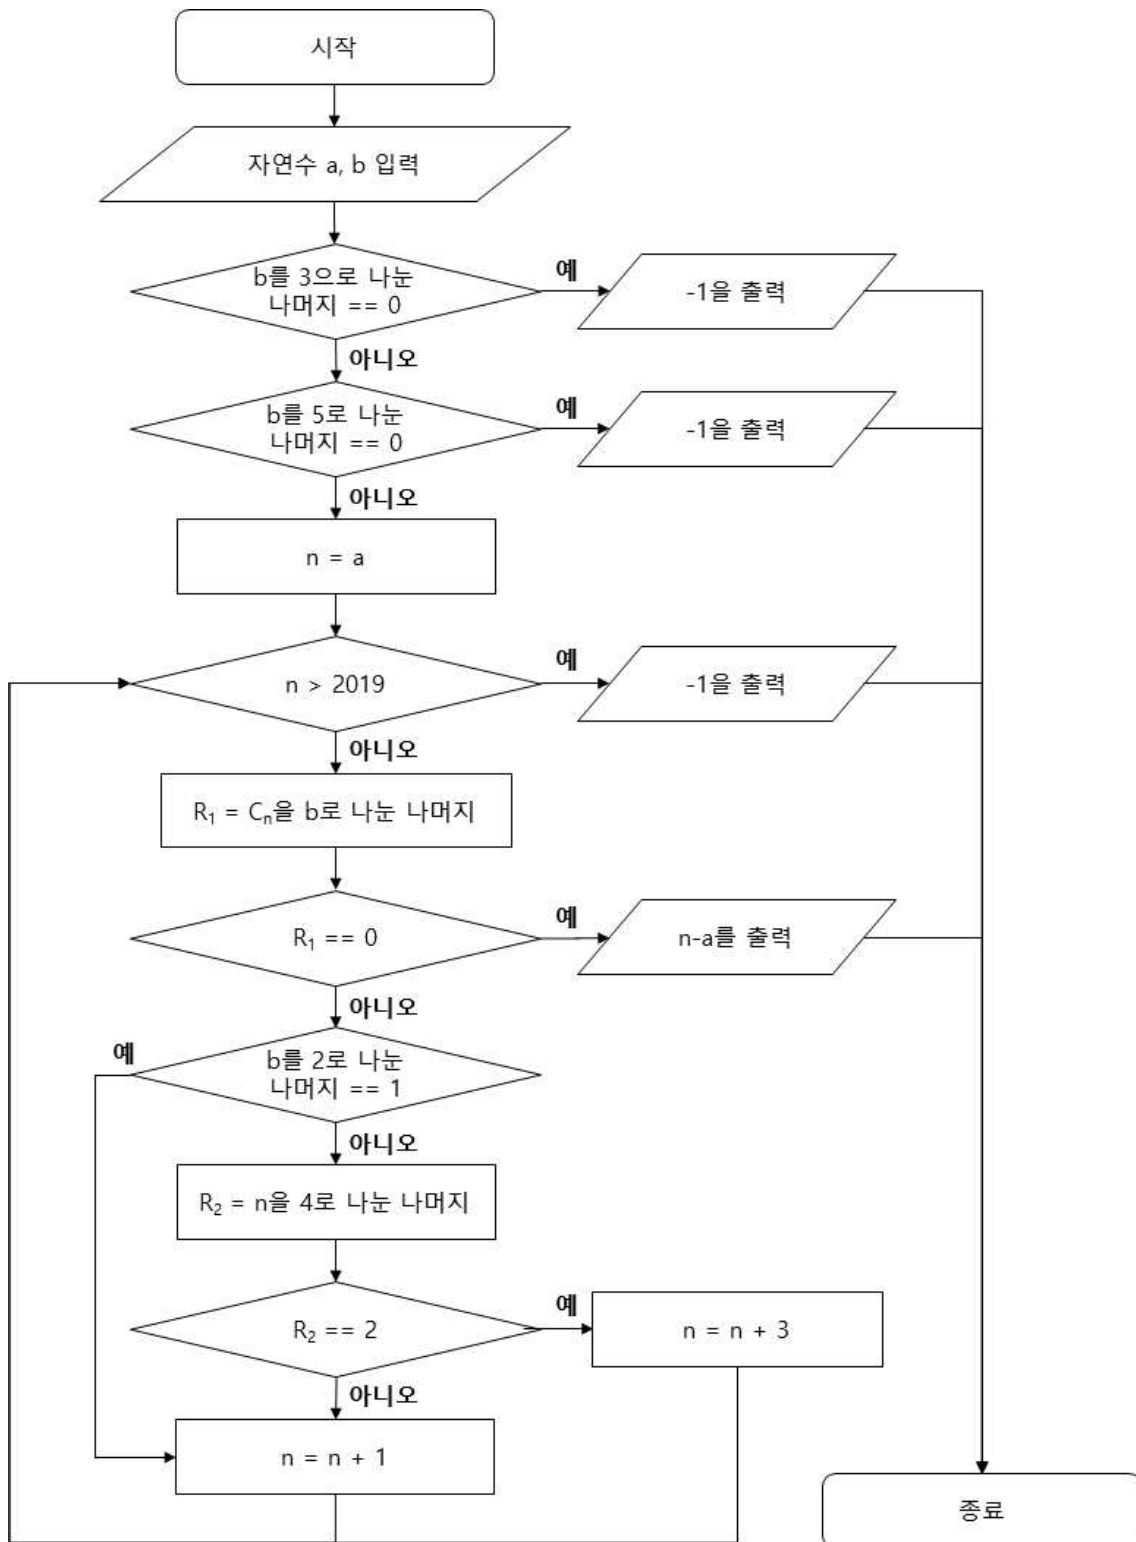 시작
자연수 a, b 입력
b를 3으로 나눈
나머지 == 0
예
-1을 출력
아니오
b를 5로 나눈
나머지 == 0
예
-1을 출력
아니오
n = a
n > 2019
예
-1을 출력
아니오
R₁ = Cₙ을 b로 나눈 나머지
R₁ == 0
예
n-a를 출력
아니오
b를 2로 나눈
나머지 == 1
예
아니오
R₂ = n을 4로 나눈 나머지
R₂ == 2
예
n = n + 3
아니오
n = n + 1
종료